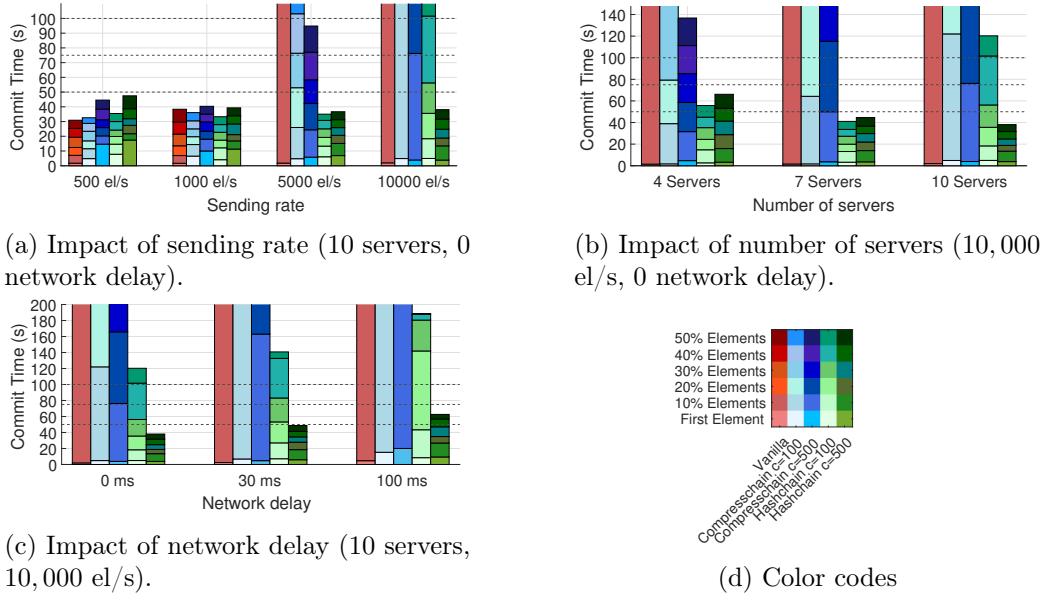 100
90
80
70
60
50
40
30
20
10
0
Commit Time (s)
500 el/s
1000 el/s
5000 el/s
10000 el/s
Sending rate
(a) Impact of sending rate (10 servers, 0
network delay).
140
120
100
80
60
40
20
0
Commit Time (s)
4 Servers
7 Servers
10 Servers
Number of servers
(b) Impact of number of servers (10,000
el/s, 0 network delay).
200
180
160
140
120
100
80
60
40
20
0
Commit Time (s)
0 ms
30 ms
100 ms
Network delay
(c) Impact of network delay (10 servers,
10,000 el/s).
50% Elements
40% Elements
30% Elements
20% Elements
10% Elements
First Element
Vanilla
Compresschain c=100
Compresschain c=500
Hashchain c=100
Hashchain c=500
(d) Color codes